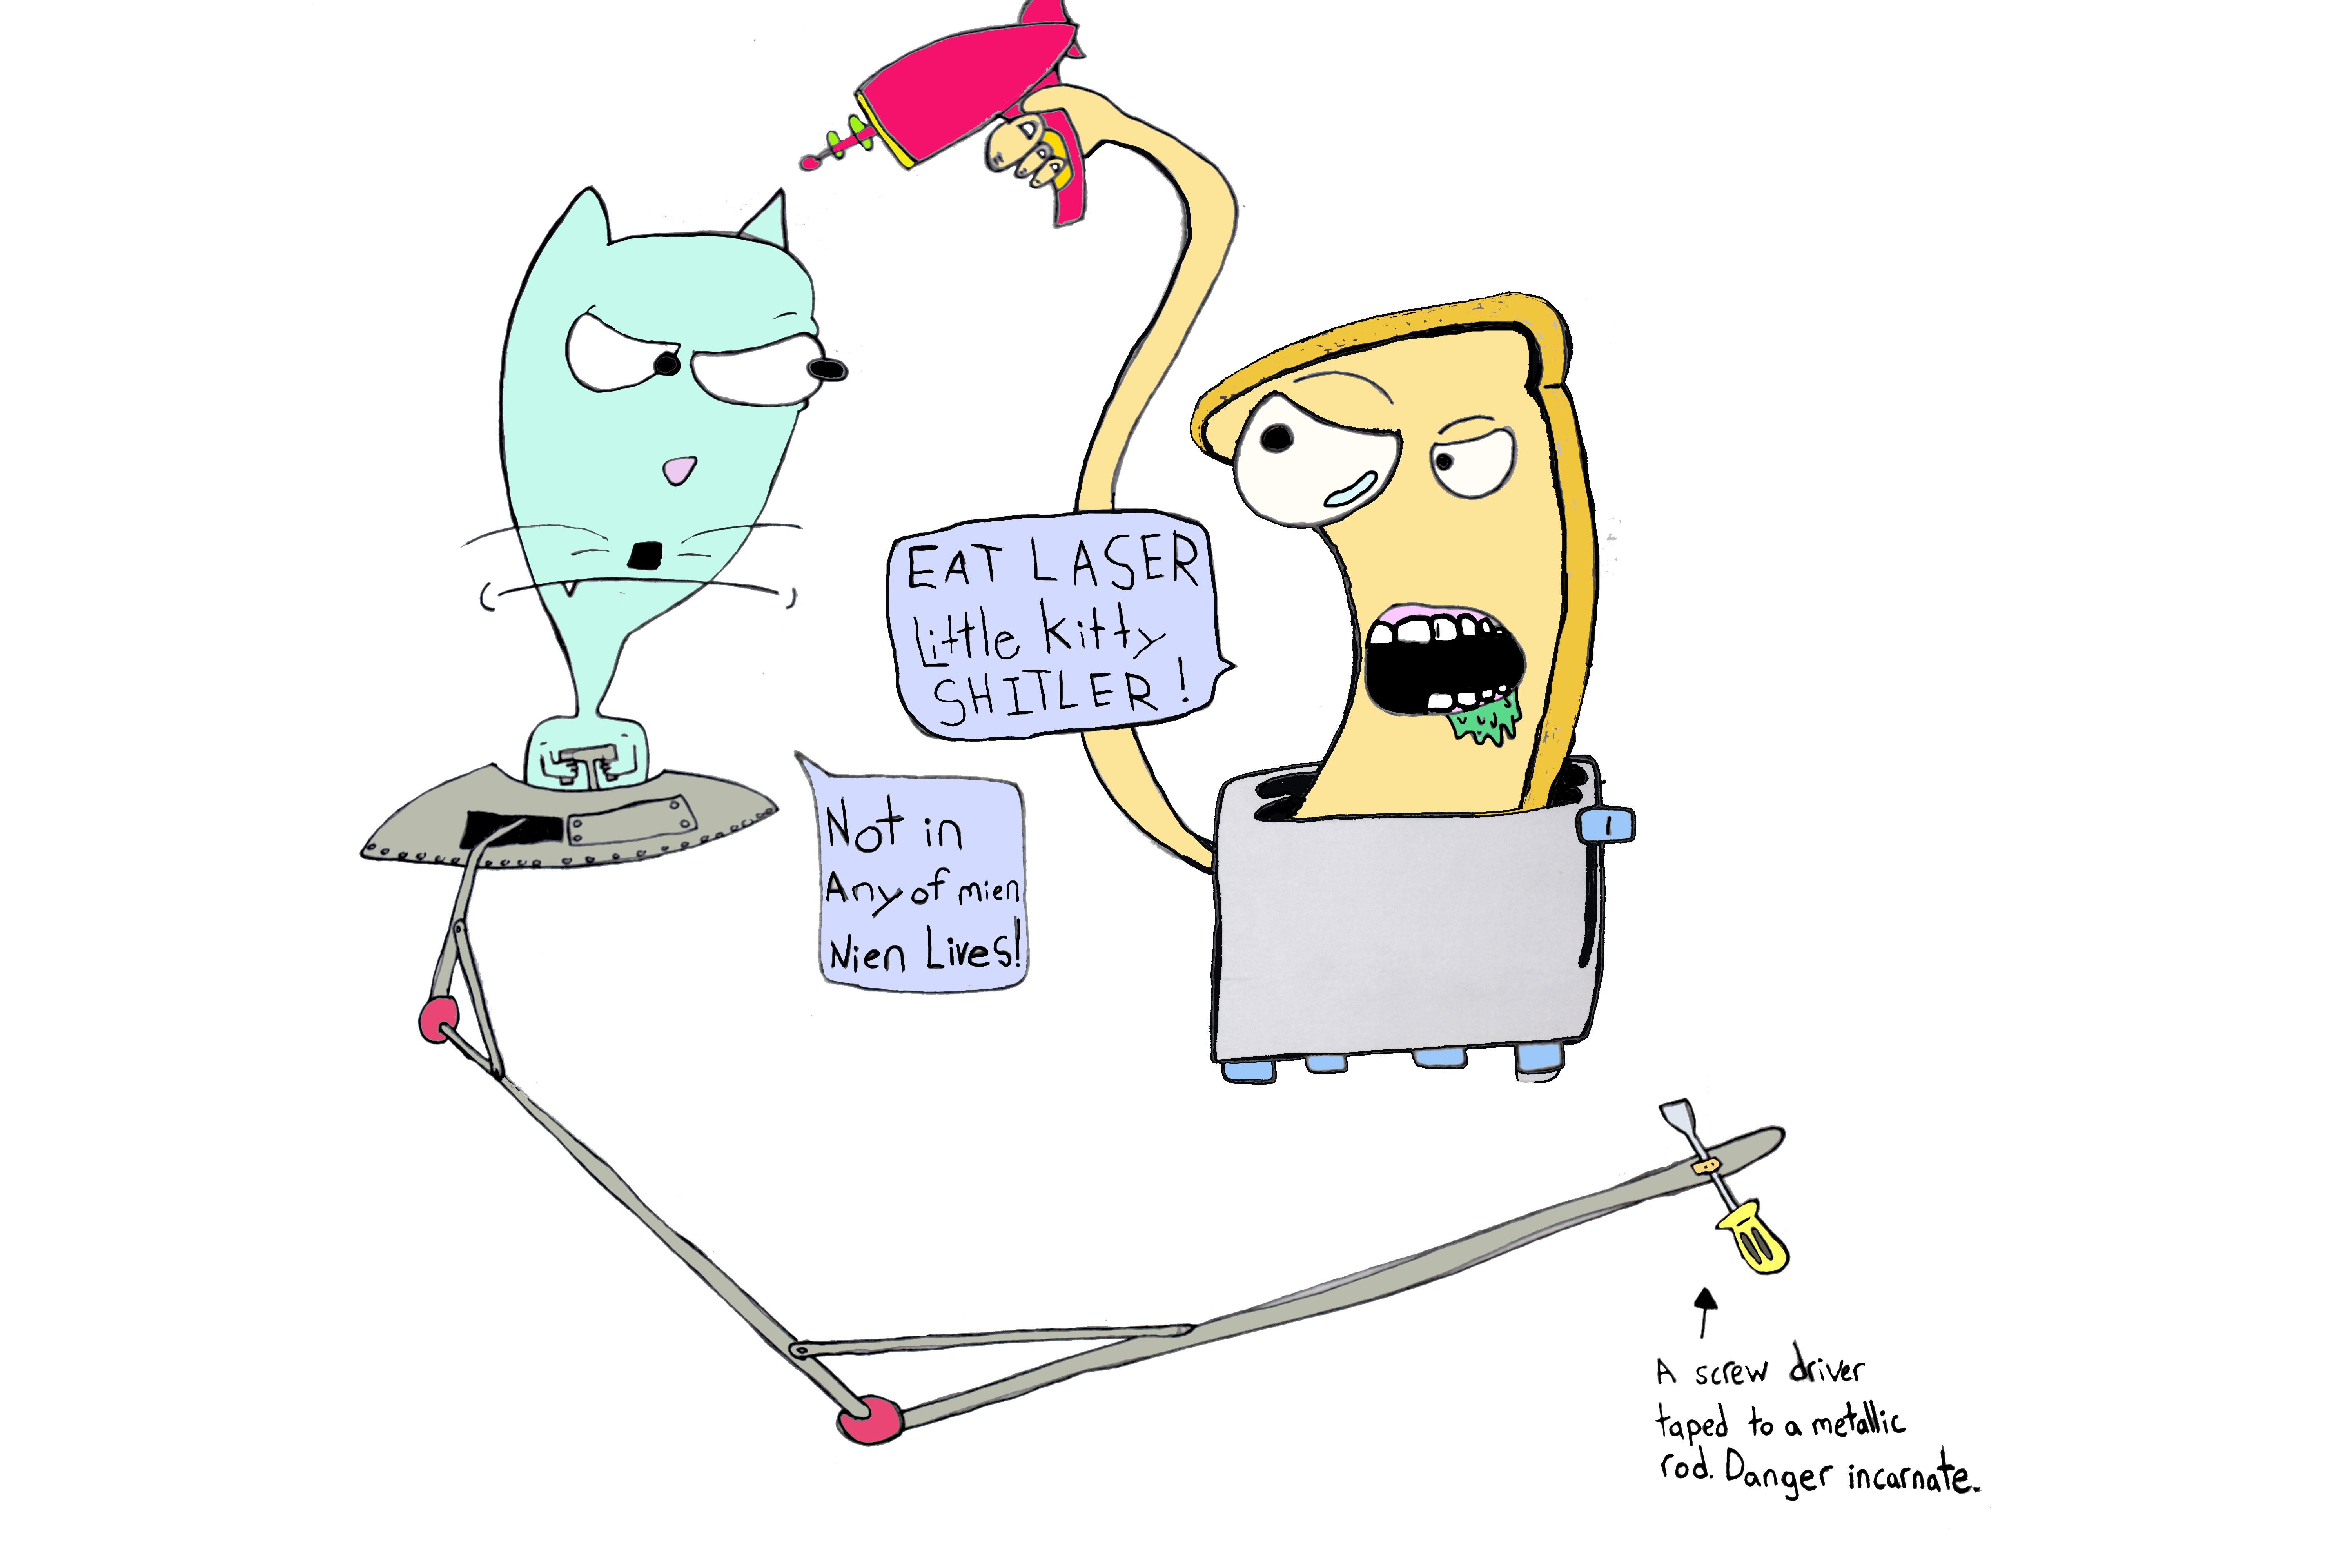 EAT LASER
Little kitty
SHITLER!
Not in
Any of mien
Nien Lives!
A screw driver
taped to a metallic
rod. Danger incarnate.